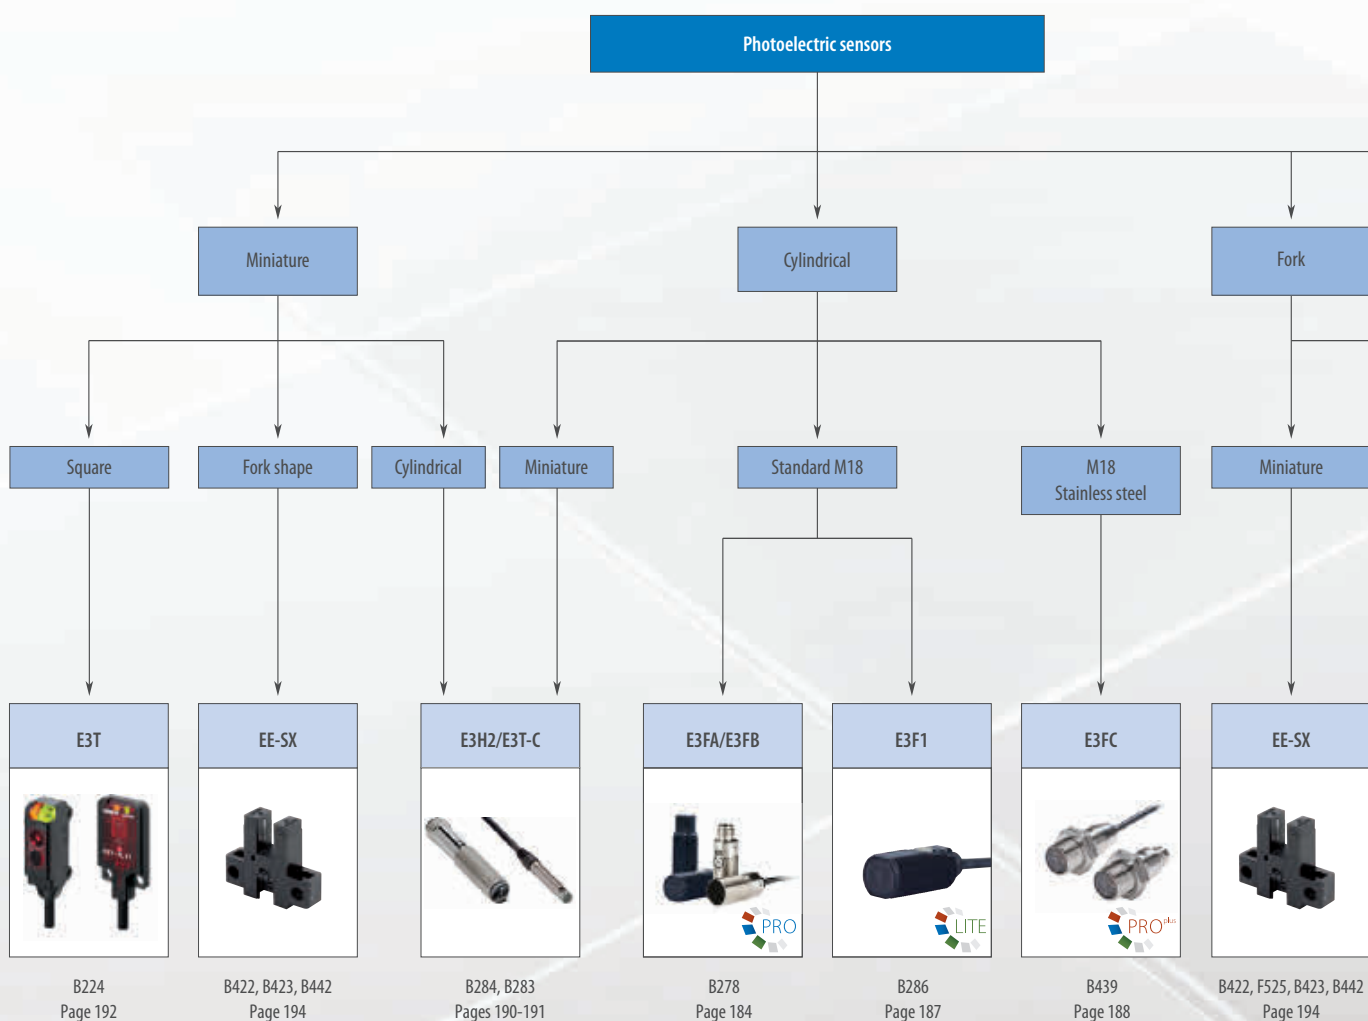 Photoelectric sensors
Miniature
Cylindrical
Fork
Square
Fork shape
Cylindrical
Miniature
Standard M18
M18
Stainless steel
Miniature
E3T
EE-SX
E3H2/E3T-C
E3FA/E3FB
E3F1
E3FC
EE-SX
PRO
LITE
PROplus
B224
Page 192
B422, B423, B442
Page 194
B284, B283
Pages 190-191
B278
Page 184
B286
Page 187
B439
Page 188
B422, F525, B423, B442
Page 194